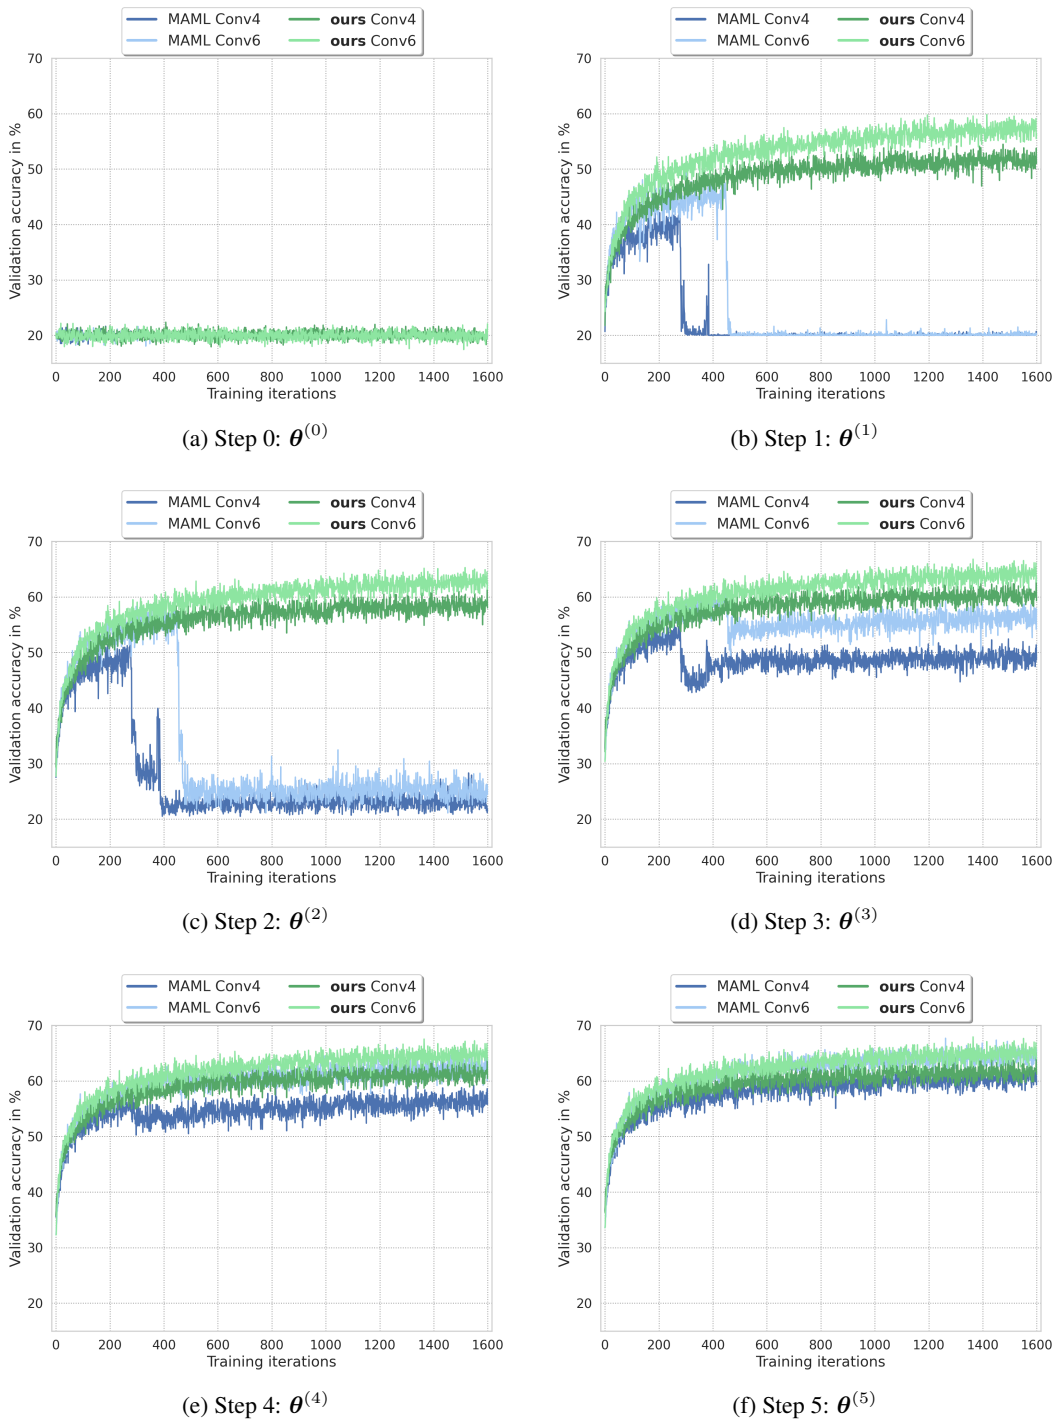 MAML Conv4 ours Conv4
MAML Conv6 ours Conv6
70
60
50
40
30
20
Validation accuracy in %
0 200 400 600 800 1000 1200 1400 1600
Training iterations
(a) Step 0: θ(0)
MAML Conv4 ours Conv4
MAML Conv6 ours Conv6
70
60
50
40
30
20
Validation accuracy in %
0 200 400 600 800 1000 1200 1400 1600
Training iterations
(b) Step 1: θ(1)
MAML Conv4 ours Conv4
MAML Conv6 ours Conv6
70
60
50
40
30
20
Validation accuracy in %
0 200 400 600 800 1000 1200 1400 1600
Training iterations
(c) Step 2: θ(2)
MAML Conv4 ours Conv4
MAML Conv6 ours Conv6
70
60
50
40
30
20
Validation accuracy in %
0 200 400 600 800 1000 1200 1400 1600
Training iterations
(d) Step 3: θ(3)
MAML Conv4 ours Conv4
MAML Conv6 ours Conv6
70
60
50
40
30
20
Validation accuracy in %
0 200 400 600 800 1000 1200 1400 1600
Training iterations
(e) Step 4: θ(4)
MAML Conv4 ours Conv4
MAML Conv6 ours Conv6
70
60
50
40
30
20
Validation accuracy in %
0 200 400 600 800 1000 1200 1400 1600
Training iterations
(f) Step 5: θ(5)